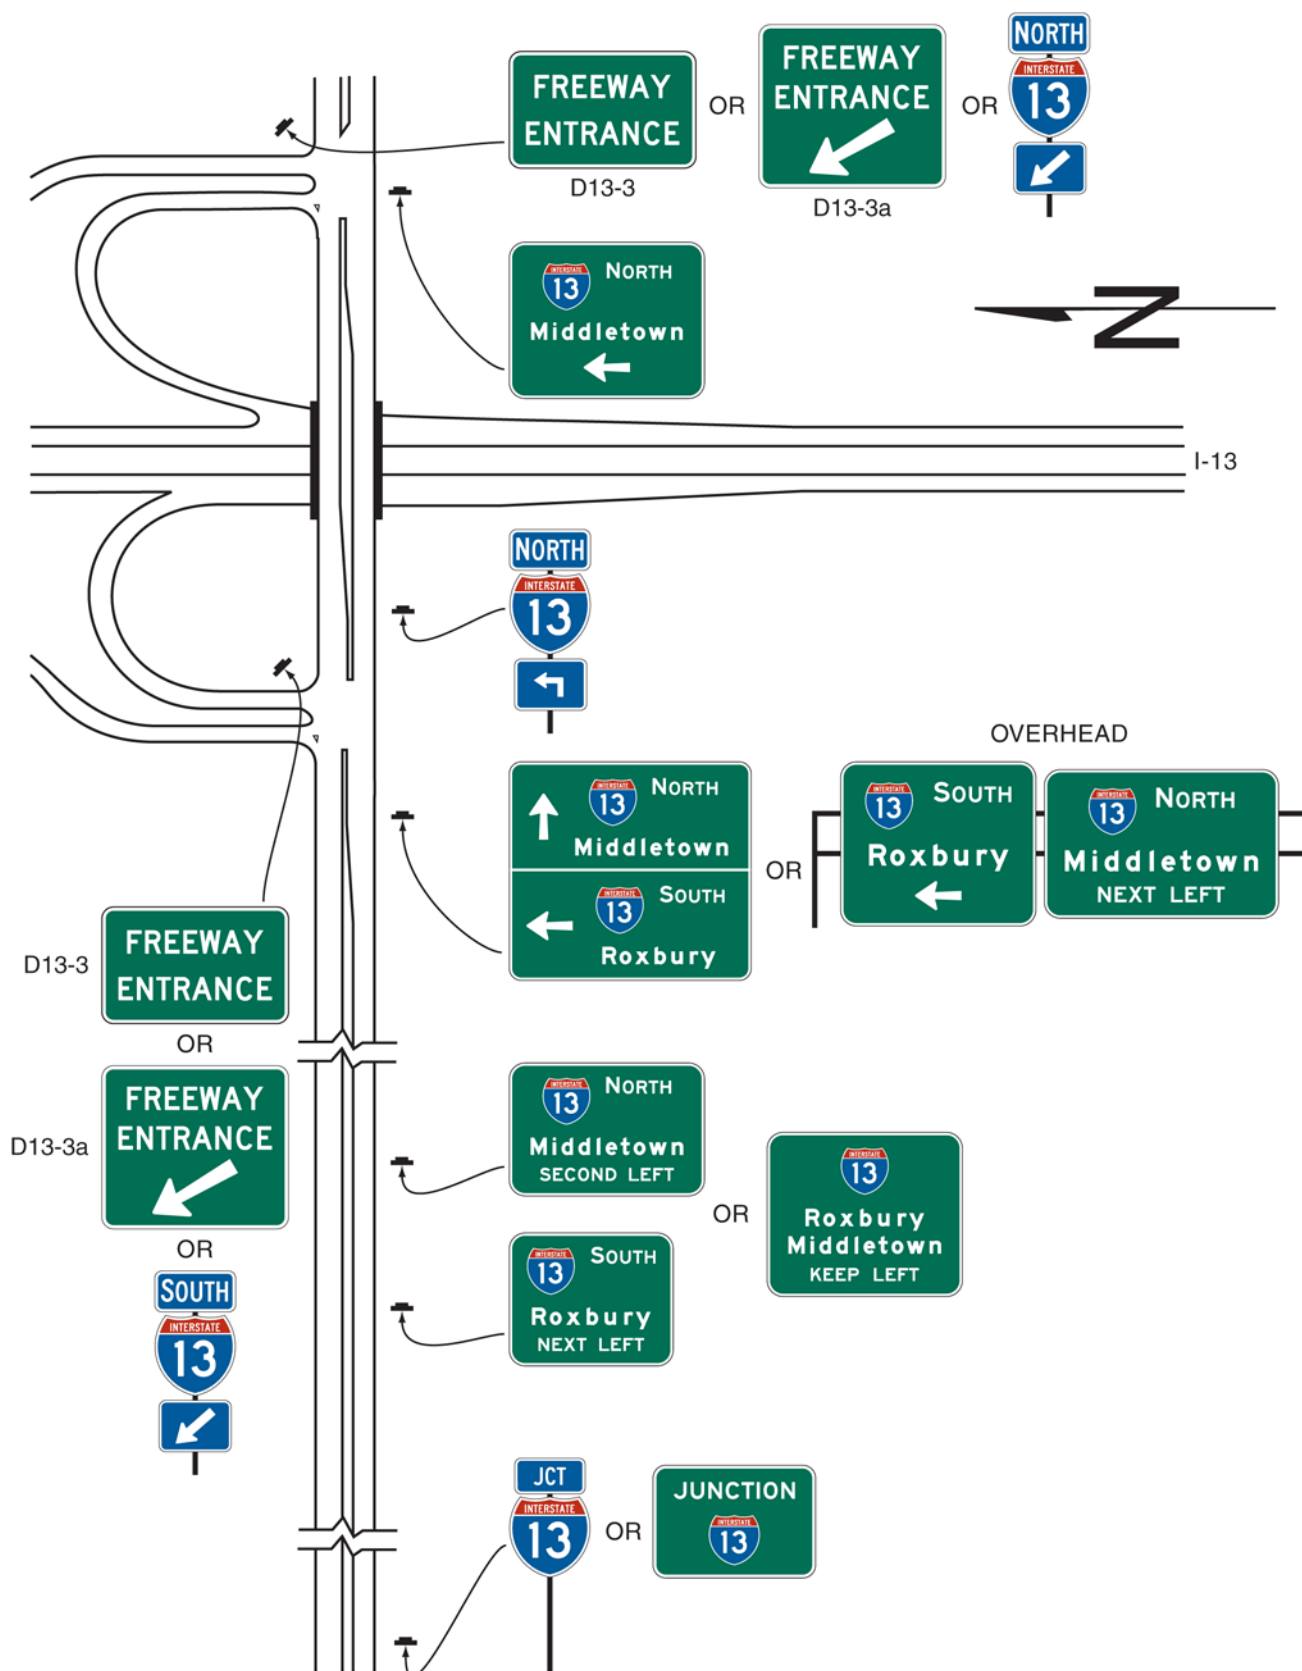 FREEWAY
ENTRANCE
D13-3
OR
FREEWAY
ENTRANCE
D13-3a
OR
NORTH
INTERSTATE
13
INTERSTATE
13 NORTH
Middletown
N
I-13
NORTH
INTERSTATE
13
INTERSTATE
13 NORTH
Middletown
INTERSTATE
13 SOUTH
Roxbury
OR
OVERHEAD
INTERSTATE
13 SOUTH
Roxbury
INTERSTATE
13 NORTH
Middletown
NEXT LEFT
D13-3
FREEWAY
ENTRANCE
OR
D13-3a
FREEWAY
ENTRANCE
OR
SOUTH
INTERSTATE
13
INTERSTATE
13 NORTH
Middletown
SECOND LEFT
INTERSTATE
13 SOUTH
Roxbury
NEXT LEFT
OR
INTERSTATE
13
Roxbury
Middletown
KEEP LEFT
JCT
INTERSTATE
13
OR
JUNCTION
INTERSTATE
13